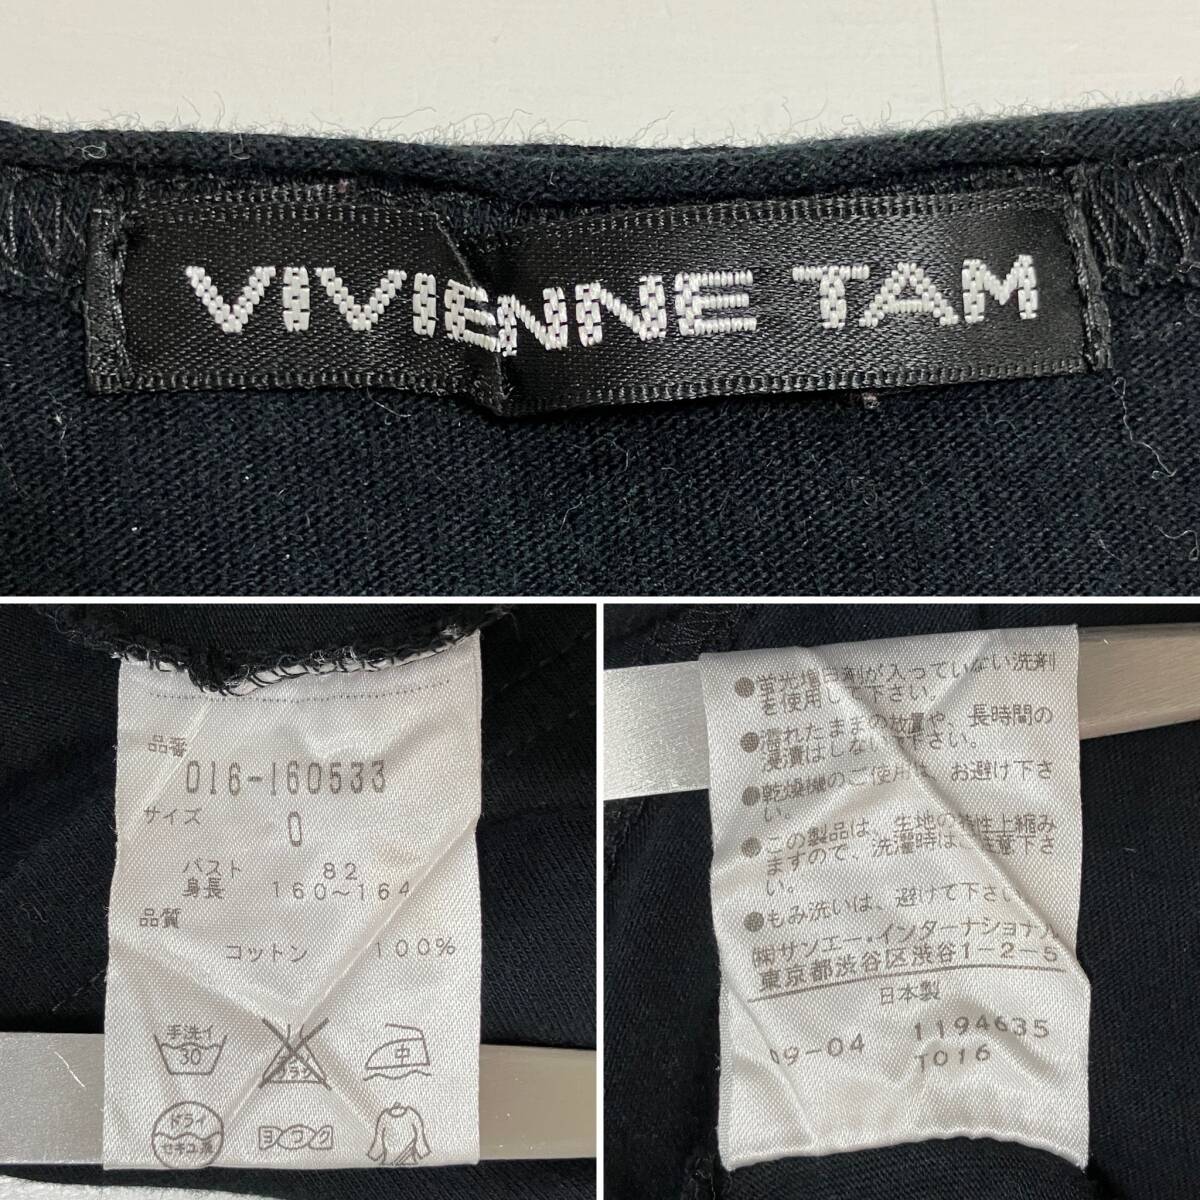 VIVIENNE TAM
品番
016-160533
サイズ
0
バスト 82
身長 160~164
品質
コットン 100%
手洗イ
30
中
ドライ
セキユ系
ヨワク
●蛍光増白剤が入っていない洗剤
を使用して下さい。
●濡れたままの放置や、長時間の
浸漬はしないで下さい。
●乾燥機のご使用は、お避け下さ
い。
●この製品は、生地の特性上縮み
ますので、洗濯時はご注意下さ
い。
●もみ洗いは、避けて下さい
㈱サンエー・インターナショナル
東京都渋谷区渋谷1-2-5
日本製
09-04 1194635
T016